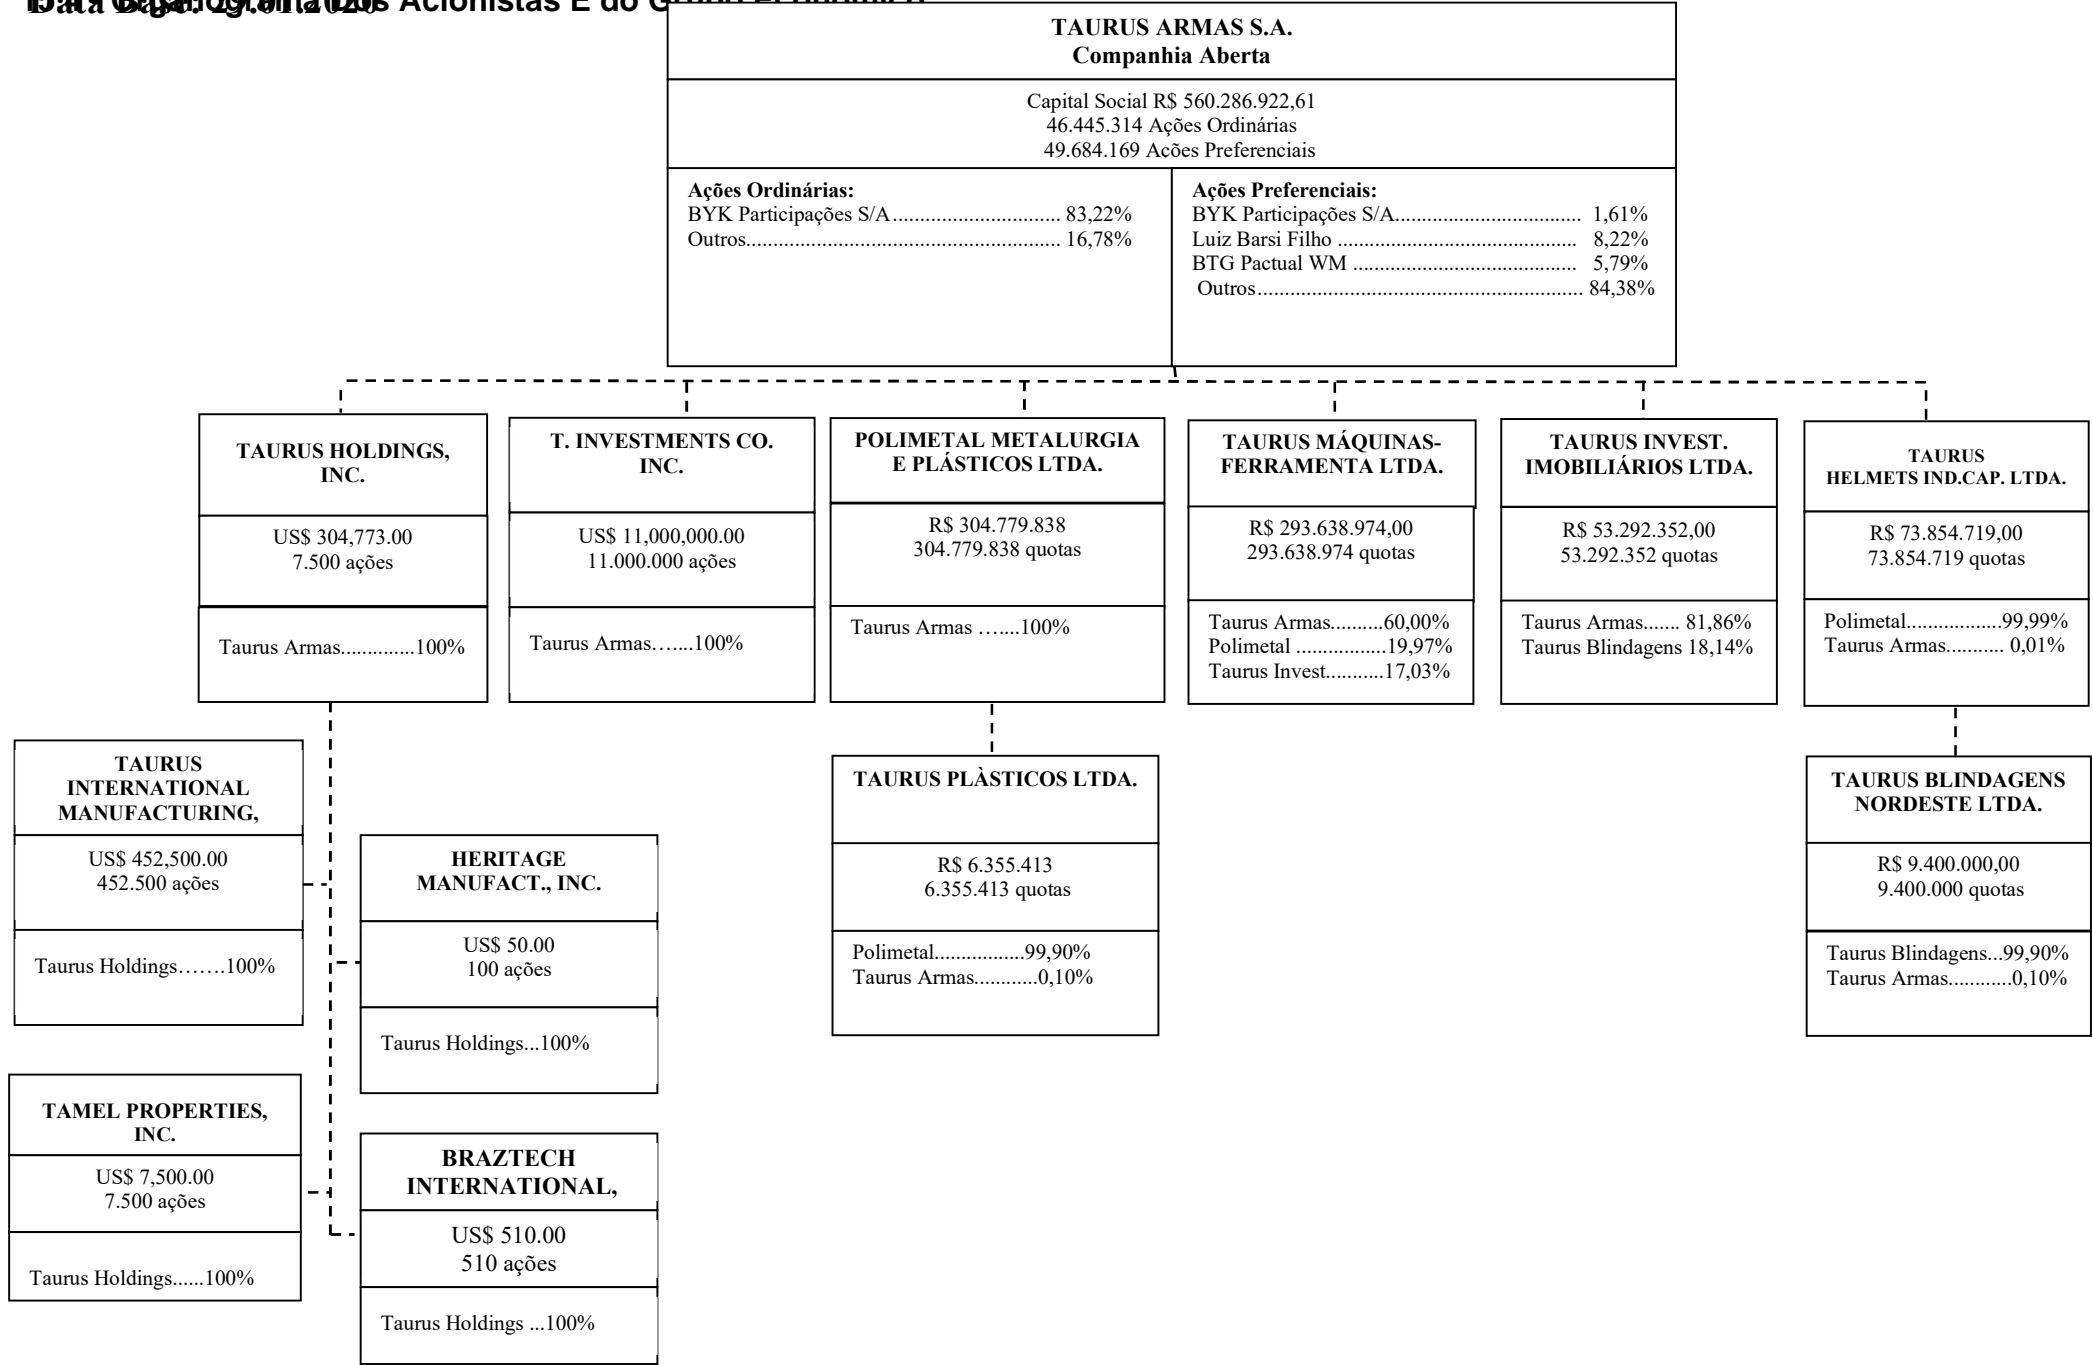 Data Base: 29.01.2020
TAURUS ARMAS S.A.
Companhia Aberta
Capital Social R$ 560.286.922,61
46.445.314 Ações Ordinárias
49.684.169 Ações Preferenciais
Ações Ordinárias:
BYK Participações S/A............................... 83,22%
Outros......................................................... 16,78%
Ações Preferenciais:
BYK Participações S/A.................................. 1,61%
Luiz Barsi Filho ............................................ 8,22%
BTG Pactual WM ......................................... 5,79%
Outros........................................................... 84,38%
TAURUS HOLDINGS,
INC.
US$ 304,773.00
7.500 ações
Taurus Armas.............100%
T. INVESTMENTS CO.
INC.
US$ 11,000,000.00
11.000.000 ações
Taurus Armas…....100%
POLIMETAL METALURGIA
E PLÁSTICOS LTDA.
R$ 304.779.838
304.779.838 quotas
Taurus Armas …....100%
TAURUS MÁQUINAS-
FERRAMENTA LTDA.
R$ 293.638.974,00
293.638.974 quotas
Taurus Armas..........60,00%
Polimetal .................19,97%
Taurus Invest...........17,03%
TAURUS INVEST.
IMOBILIÁRIOS LTDA.
R$ 53.292.352,00
53.292.352 quotas
Taurus Armas....... 81,86%
Taurus Blindagens 18,14%
TAURUS
HELMETS IND.CAP. LTDA.
R$ 73.854.719,00
73.854.719 quotas
Polimetal..................99,99%
Taurus Armas........... 0,01%
TAURUS
INTERNATIONAL
MANUFACTURING,
US$ 452,500.00
452.500 ações
Taurus Holdings…….100%
HERITAGE
MANUFACT., INC.
US$ 50.00
100 ações
Taurus Holdings...100%
TAURUS PLÀSTICOS LTDA.
R$ 6.355.413
6.355.413 quotas
Polimetal.................99,90%
Taurus Armas............0,10%
TAURUS BLINDAGENS
NORDESTE LTDA.
R$ 9.400.000,00
9.400.000 quotas
Taurus Blindagens...99,90%
Taurus Armas............0,10%
TAMEL PROPERTIES,
INC.
US$ 7,500.00
7.500 ações
Taurus Holdings......100%
BRAZTECH
INTERNATIONAL,
US$ 510.00
510 ações
Taurus Holdings ...100%